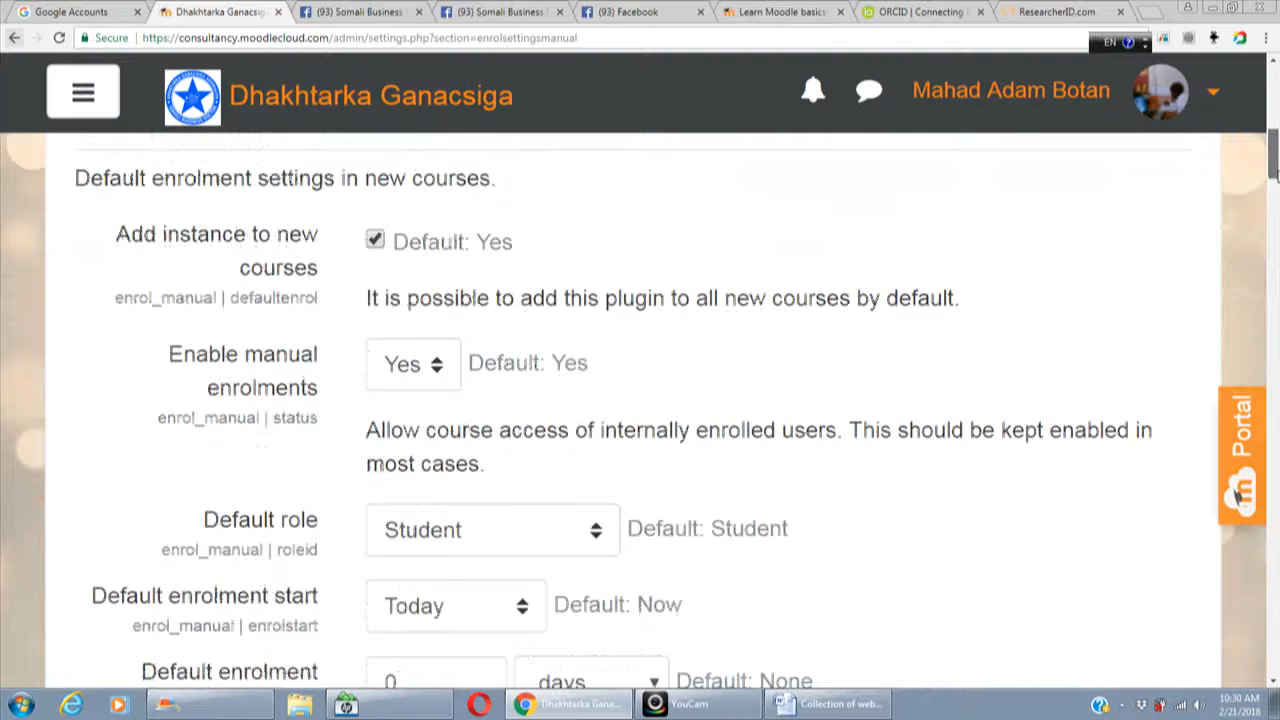 Google Accounts
Dhakhtarka Ganacsig
(93) Somali Business
(93) Somali Business
(93) Facebook
Learn Moodle basics
ORCID | Connecting
ResearcherID.com
Secure https://consultancy.moodlecloud.com/admin/settings.php?section=enrolsettingsmanual
EN
Dhakhtarka Ganacsiga
Mahad Adam Botan
Default enrolment settings in new courses.
Add instance to new courses
enrol_manual | defaultenrol
Default: Yes
It is possible to add this plugin to all new courses by default.
Enable manual enrolments
enrol_manual | status
Yes Default: Yes
Allow course access of internally enrolled users. This should be kept enabled in
most cases.
Default role
enrol_manual | roleid
Student Default: Student
Default enrolment start
enrol_manual | enrolstart
Today Default: Now
Default enrolment
0 days Default: None
Portal
Dhakhtarka Gana...
YouCam
Collection of web...
10:30 AM
2/21/2018